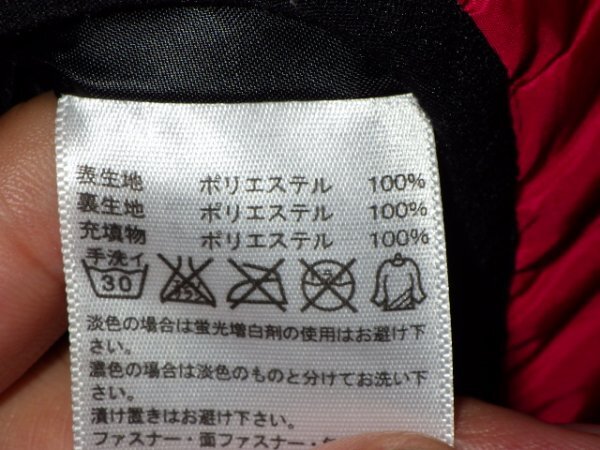 表生地 ポリエステル 100%
裏生地 ポリエステル 100%
充填物 ポリエステル 100%
手洗イ
30
淡色の場合は蛍光増白剤の使用はお避け下
さい。
濃色の場合は淡色のものと分けてお洗い下
さい。
漬け置きはお避け下さい。
ファスナー・面ファスナー・